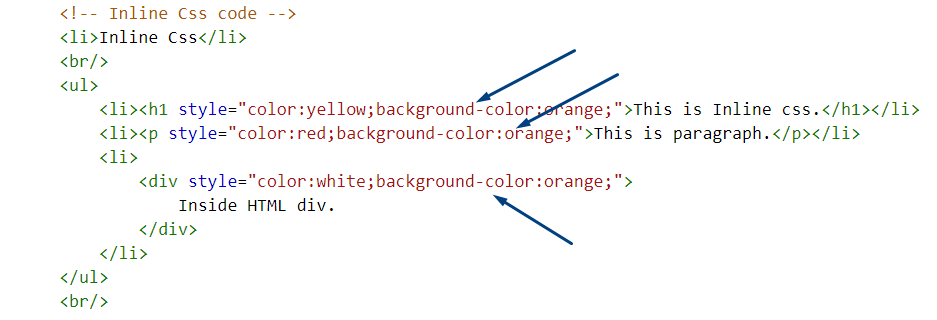 <!-- Inline Css code -->
<li>Inline Css</li>
<br/>
<ul>
<li><h1 style="color:yellow;background-color:orange;">This is Inline css.</h1></li>
<li><p style="color:red;background-color:orange;">This is paragraph.</p></li>
<li>
<div style="color:white;background-color:orange;">
Inside HTML div.
</div>
</li>
</ul>
<br/>